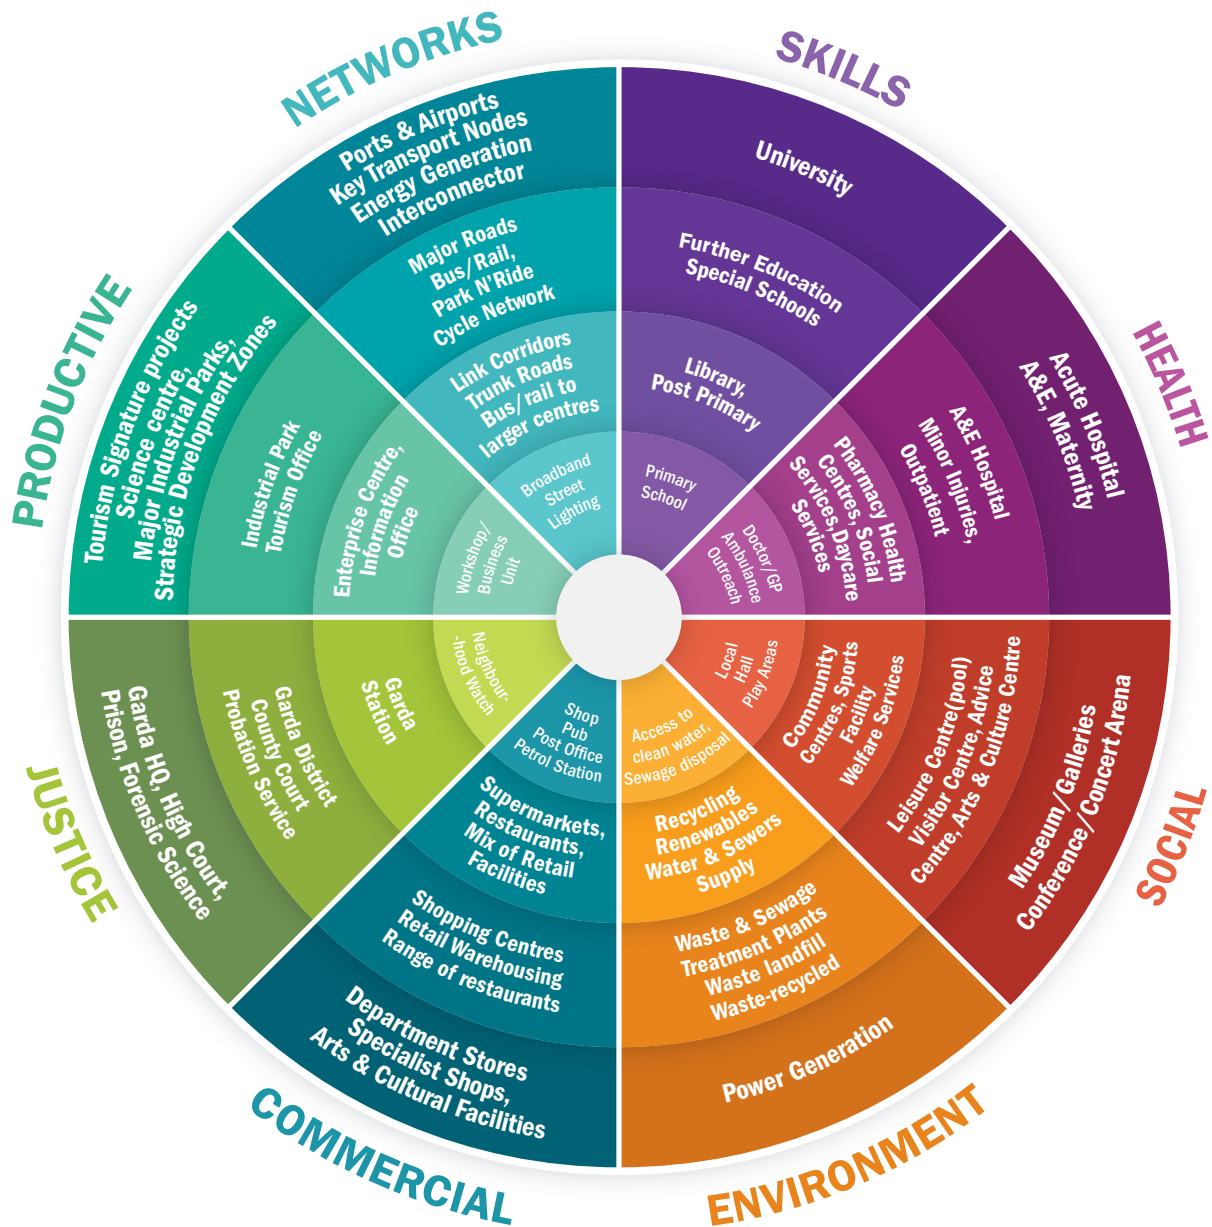 NETWORKS
Ports & Airports
Key Transport Nodes
Energy Generation
Interconnector
Major Roads
Bus/Rail,
Park N'Ride
Cycle Network
Link Corridors
Trunk Roads
Bus/rail to
larger centres
Broadband
Street
Lighting
SKILLS
University
Further Education
Special Schools
Library,
Post Primary
Primary
School
HEALTH
Acute Hospital
A&E, Maternity
A&E Hospital
Minor Injuries,
Outpatient
Pharmacy Health
Centres, Social
Services,Daycare
Services
Doctor/GP
Ambulance
Outreach
SOCIAL
Museum/Galleries
Conference/Concert Arena
Leisure Centre(pool)
Visitor Centre, Advice
Centre, Arts & Culture Centre
Community
Centres, Sports
Facility
Welfare Services
Local
Hall
Play Areas
ENVIRONMENT
Access to
clean water,
Sewage disposal
Recycling
Renewables
Water & Sewers
Supply
Waste & Sewage
Treatment Plants
Waste landfill
Waste-recycled
Power Generation
COMMERCIAL
Shop
Pub
Post Office
Petrol Station
Supermarkets,
Restaurants,
Mix of Retail
Facilities
Shopping Centres
Retail Warehousing
Range of restaurants
Department Stores
Specialist Shops,
Arts & Cultural Facilities
JUSTICE
Neighbour-
-hood Watch
Garda
Station
Garda District
County Court
Probation Service
Garda HQ, High Court,
Prison, Forensic Science
PRODUCTIVE
Tourism Signature projects
Science centre,
Major Industrial Parks,
Strategic Development Zones
Industrial Park
Tourism Office
Enterprise Centre,
Information
Office
Workshop/
Business
Unit